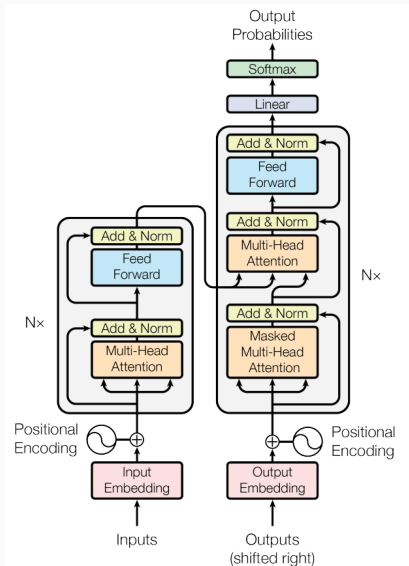 Output
Probabilities
Softmax
Linear
Add & Norm
Feed
Forward
Add & Norm
Multi-Head
Attention
Add & Norm
Masked
Multi-Head
Attention
N×
Add & Norm
Feed
Forward
Add & Norm
Multi-Head
Attention
N×
Positional
Encoding
Positional
Encoding
Input
Embedding
Output
Embedding
Inputs
Outputs
(shifted right)